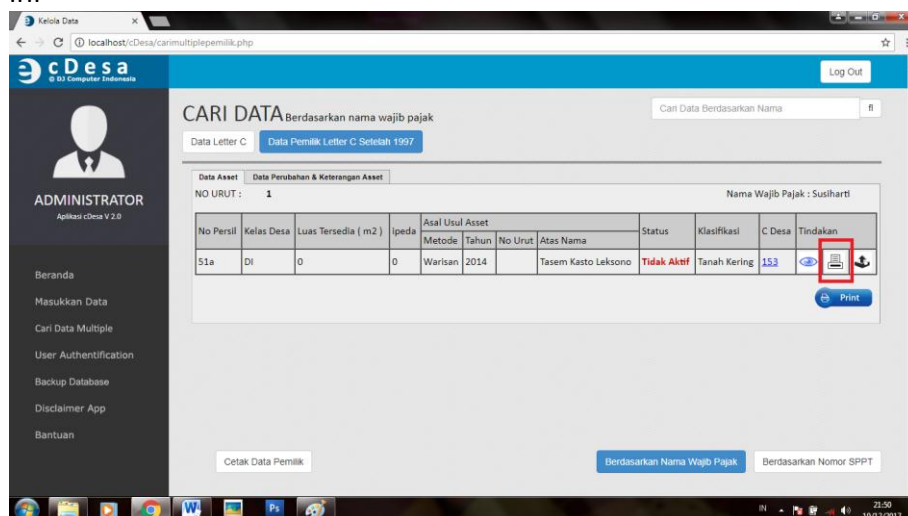 Kelola Data
localhost/cDesa/carimultiplepemilik.php
cDesa
@ DJ Computer Indonesia
Log Out
ADMINISTRATOR
Aplikasi cDesa V 2.0
Beranda
Masukkan Data
Cari Data Multiple
User Authentification
Backup Database
Disclaimer App
Bantuan
CARI DATA Berdasarkan nama wajib pajak
Cari Data Berdasarkan Nama
Data Letter C
Data Pemilik Letter C Setelah 1997
Data Asset
Data Perubahan & Keterangan Asset
NO URUT : 1
Nama Wajib Pajak : Susiharti
No Persil Kelas Desa Luas Tersedia ( m2 ) Ipeda Asal Usul Asset Status Klasifikasi C Desa Tindakan
Metode Tahun No Urut Atas Nama
51a DI 0 0 Warisan 2014 Tasem Kasto Leksono Tidak Aktif Tanah Kering 153
Print
Cetak Data Pemilik
Berdasarkan Nama Wajib Pajak
Berdasarkan Nomor SPPT
W
Ps
IN
21:50